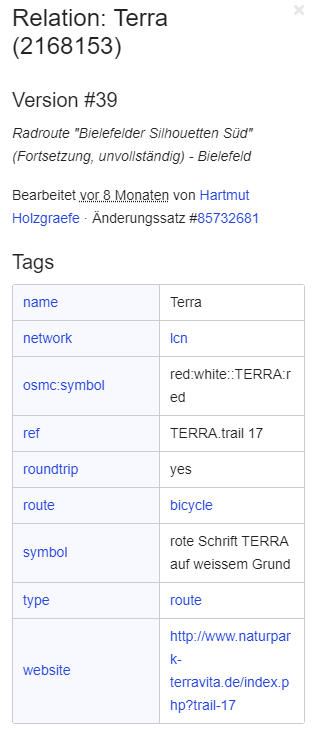 Relation: Terra
(2168153)
Version #39
Radroute "Bielefelder Silhouetten Süd"
(Fortsetzung, unvollständig) - Bielefeld
Bearbeitet vor 8 Monaten von Hartmut
Holzgraefe · Änderungssatz #85732681
Tags
name Terra
network lcn
osmc:symbol red:white::TERRA:r
ed
ref TERRA.trail 17
roundtrip yes
route bicycle
symbol rote Schrift TERRA
auf weissem Grund
type route
website http://www.naturpar
k-
terravita.de/index.p
hp?trail-17